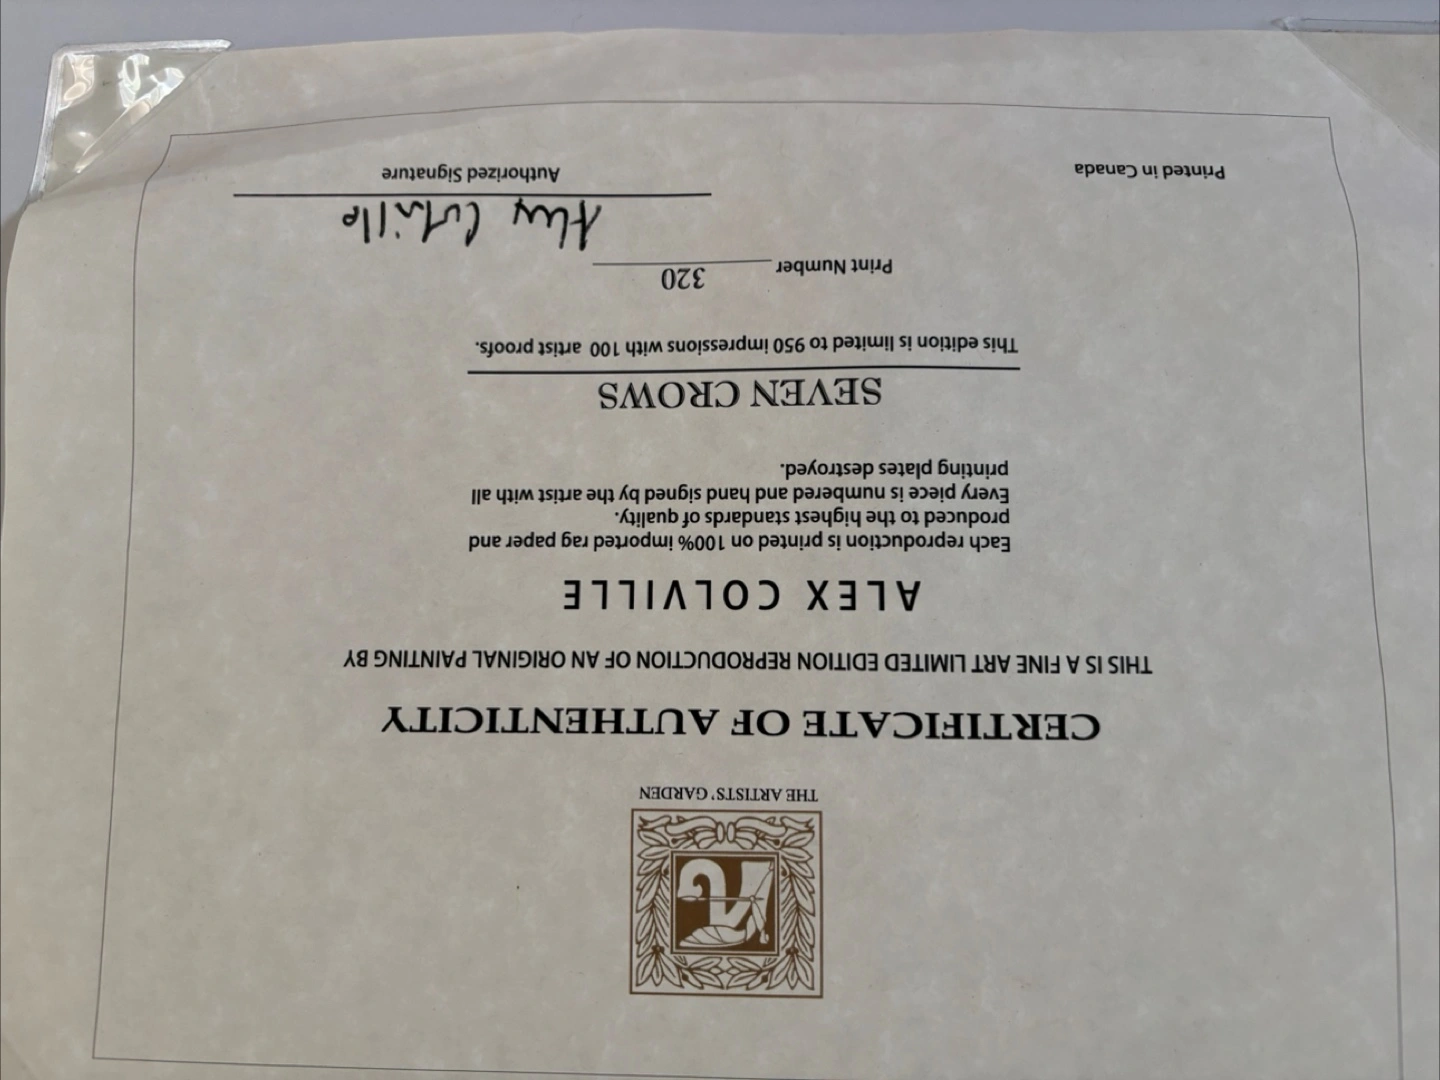 THE ARTISTS' GARDEN
CERTIFICATE OF AUTHENTICITY
THIS IS A FINE ART LIMITED EDITION REPRODUCTION OF AN ORIGINAL PAINTING BY
ALEX COLVILLE
Each reproduction is printed on 100% imported rag paper and
produced to the highest standards of quality.
Every piece is numbered and hand signed by the artist with all
printing plates destroyed.
SEVEN CROWS
This edition is limited to 950 impressions with 100 artist proofs.
Print Number 320
Alex Colville
Printed in Canada
Authorized Signature